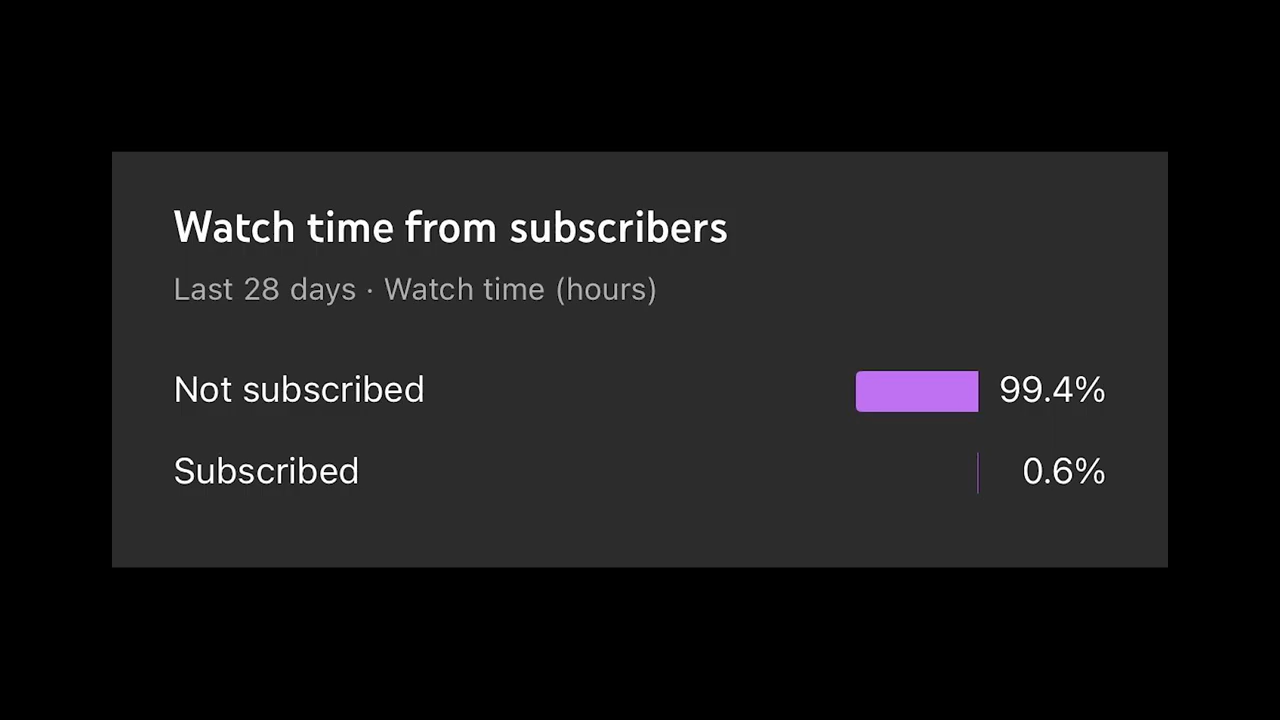 Watch time from subscribers
Last 28 days · Watch time (hours)
Not subscribed 99.4%
Subscribed 0.6%